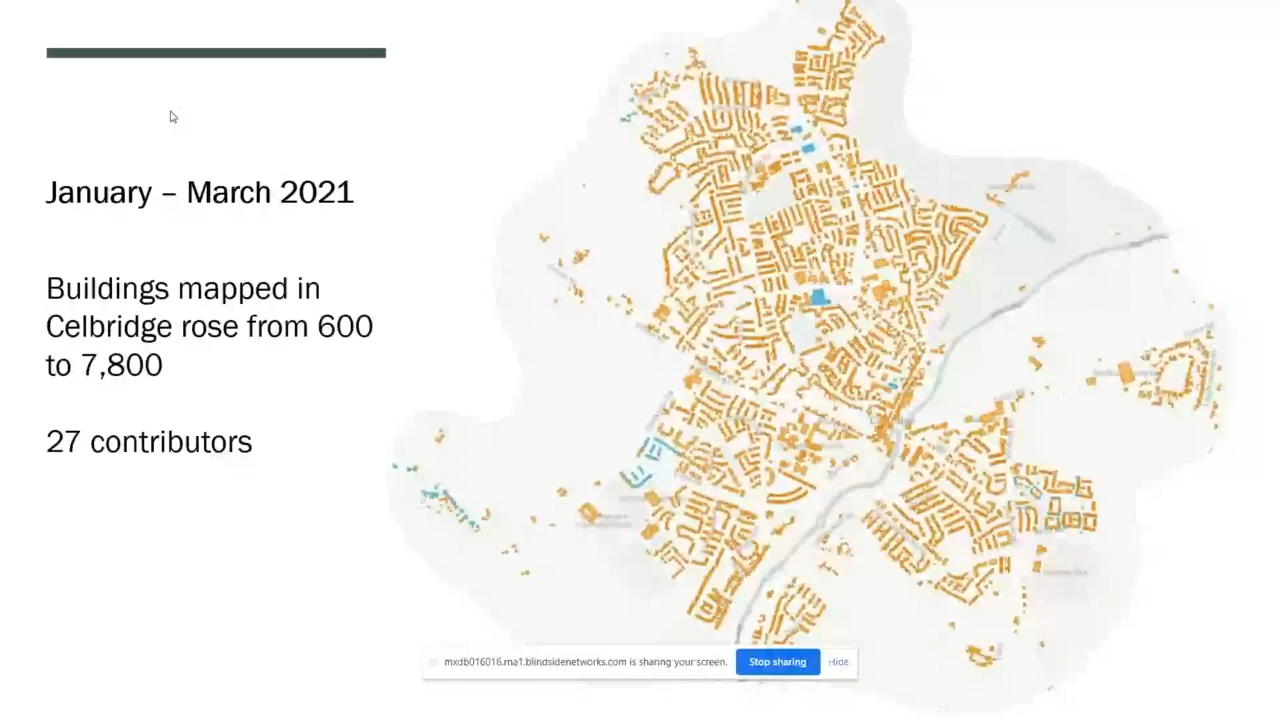 January – March 2021
Buildings mapped in
Celbridge rose from 600
to 7,800
27 contributors
mxdb016016.rna1.blindsidenetworks.com is sharing your screen.
Stop sharing
Hide